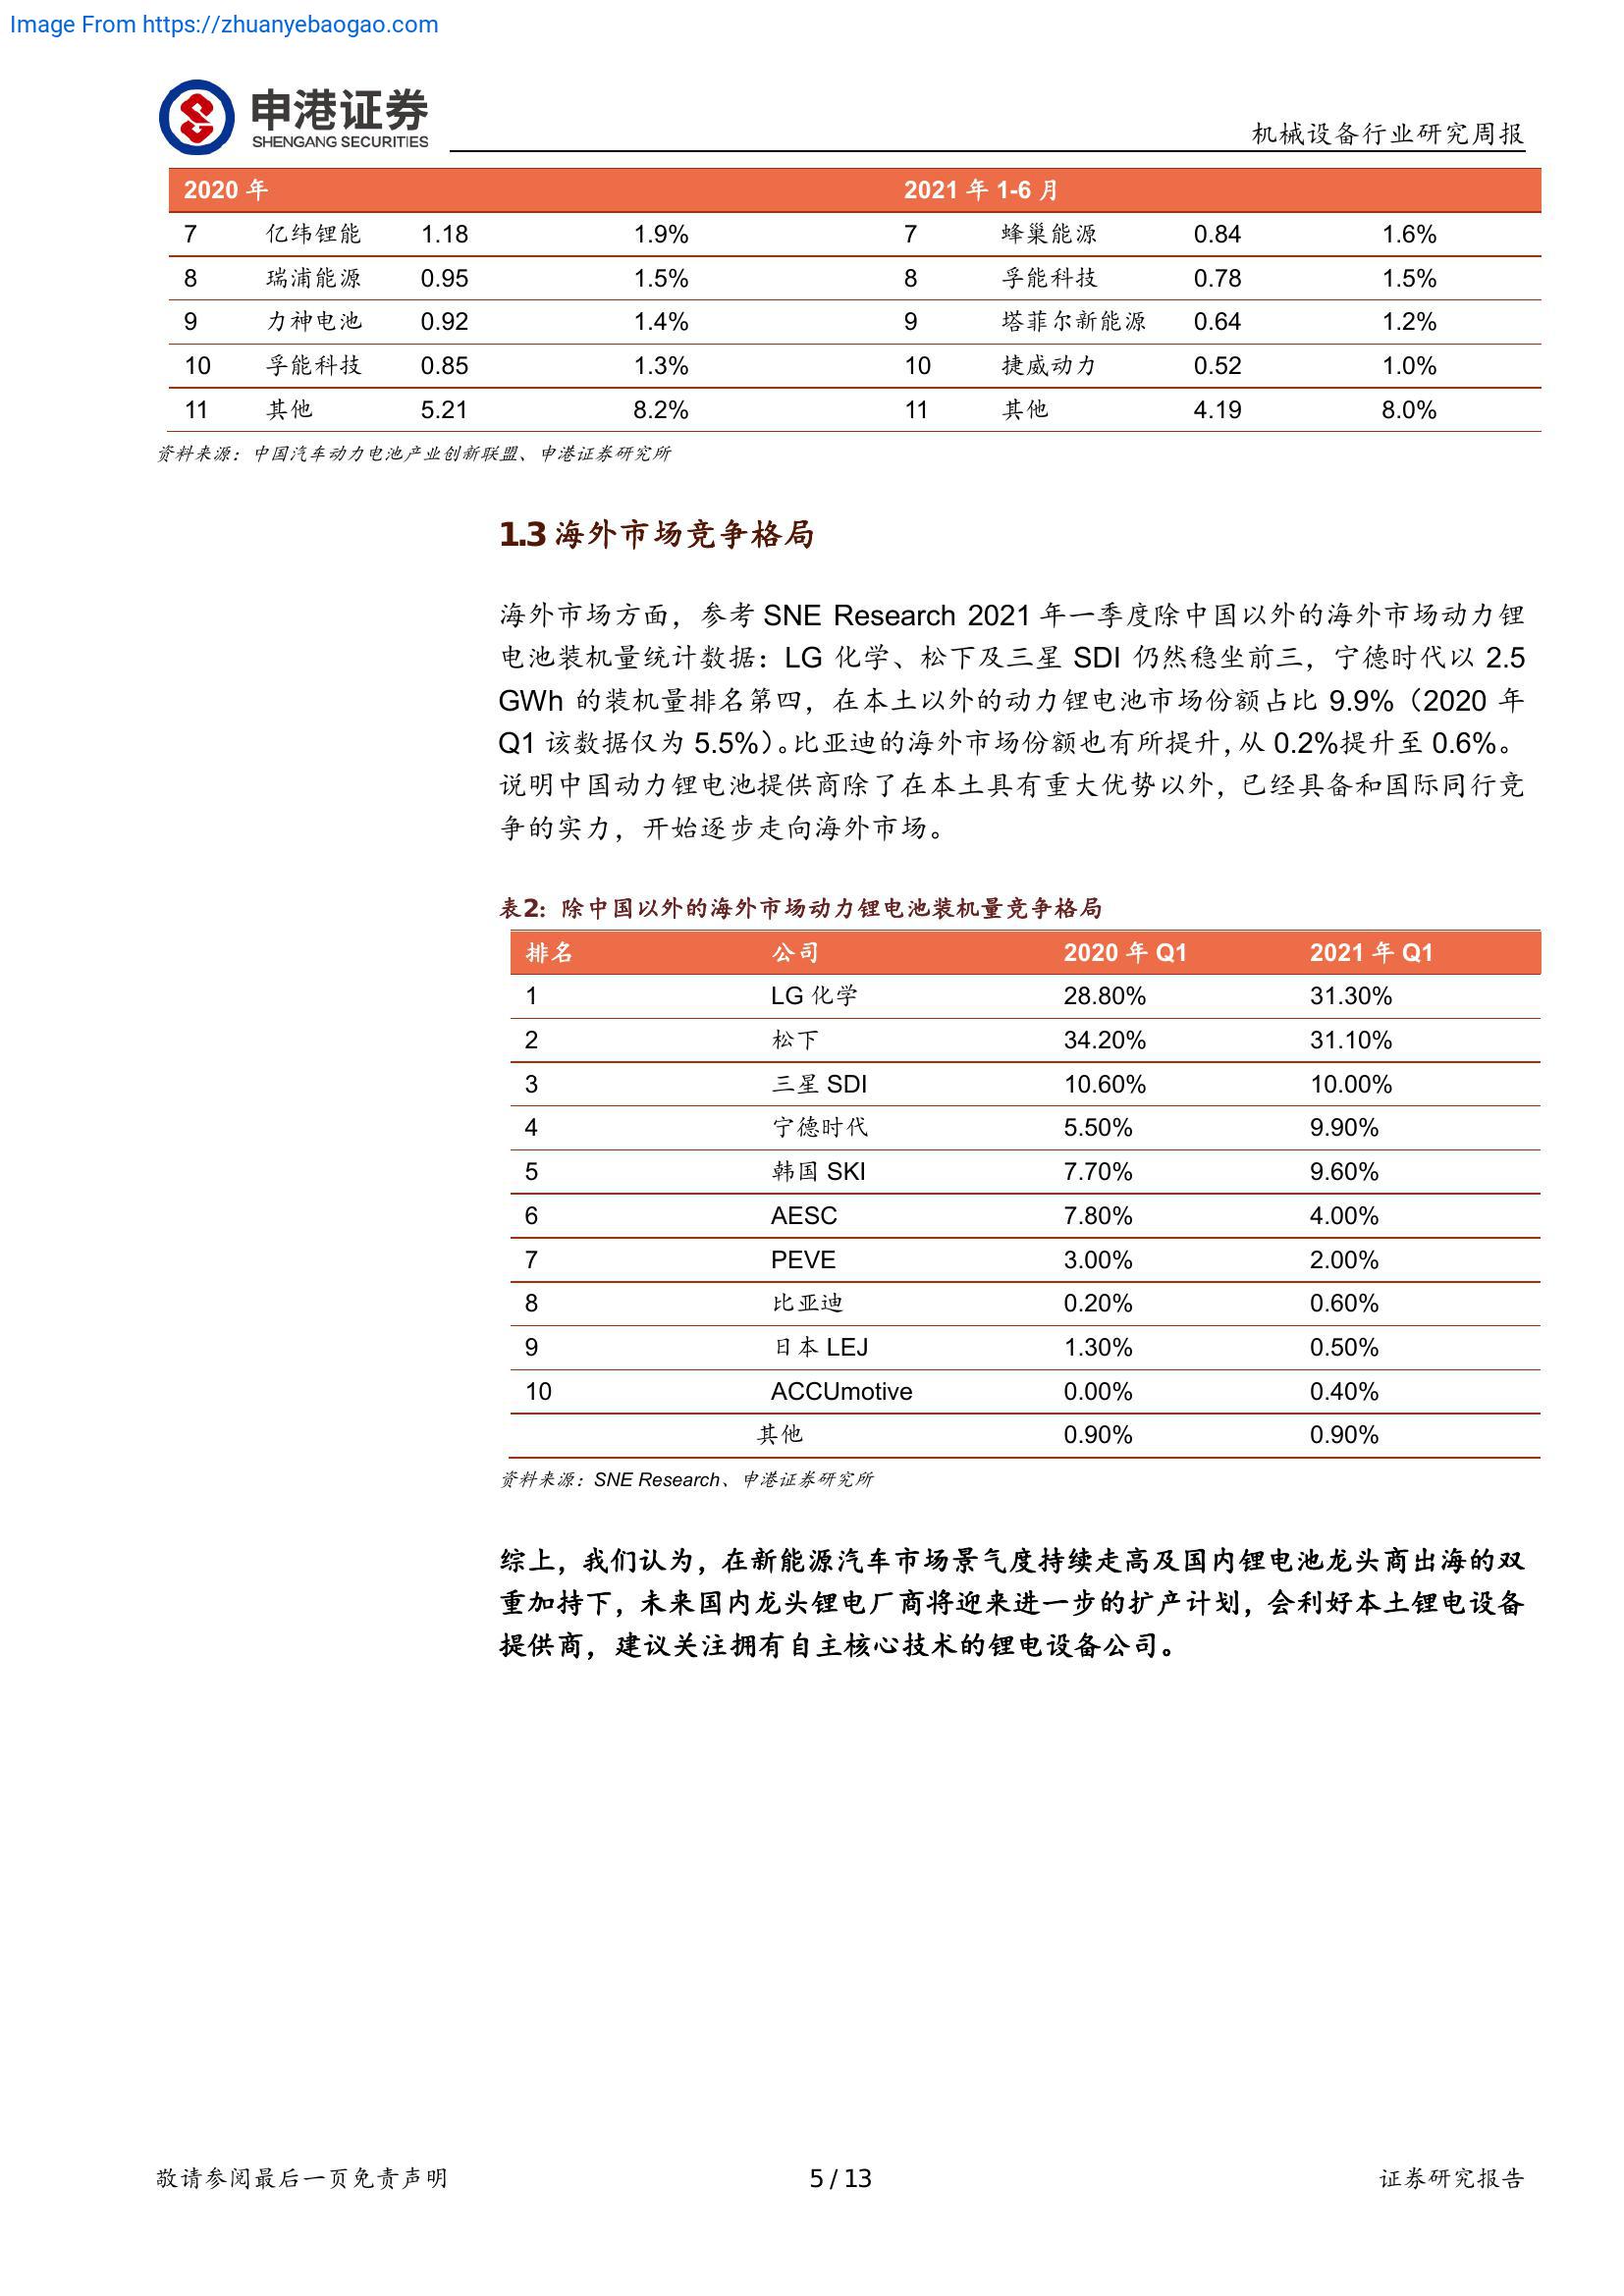 Image From https://zhuanyebaogao.com
申港证券
SHENGANG SECURITIES
机械设备行业研究周报
2020 年 2021 年 1-6 月
7 亿纬锂能 1.18 1.9% 7 蜂巢能源 0.84 1.6%
8 瑞浦能源 0.95 1.5% 8 孚能科技 0.78 1.5%
9 力神电池 0.92 1.4% 9 塔菲尔新能源 0.64 1.2%
10 孚能科技 0.85 1.3% 10 捷威动力 0.52 1.0%
11 其他 5.21 8.2% 11 其他 4.19 8.0%
资料来源：中国汽车动力电池产业创新联盟、申港证券研究所
1.3 海外市场竞争格局
海外市场方面，参考 SNE Research 2021 年一季度除中国以外的海外市场动力锂
电池装机量统计数据：LG 化学、松下及三星 SDI 仍然稳坐前三，宁德时代以 2.5
GWh 的装机量排名第四，在本土以外的动力锂电池市场份额占比 9.9%（2020 年
Q1 该数据仅为 5.5%）。比亚迪的海外市场份额也有所提升，从 0.2%提升至 0.6%。
说明中国动力锂电池提供商除了在本土具有重大优势以外，已经具备和国际同行竞
争的实力，开始逐步走向海外市场。
表2：除中国以外的海外市场动力锂电池装机量竞争格局
排名 公司 2020 年 Q1 2021 年 Q1
1 LG 化学 28.80% 31.30%
2 松下 34.20% 31.10%
3 三星 SDI 10.60% 10.00%
4 宁德时代 5.50% 9.90%
5 韩国 SKI 7.70% 9.60%
6 AESC 7.80% 4.00%
7 PEVE 3.00% 2.00%
8 比亚迪 0.20% 0.60%
9 日本 LEJ 1.30% 0.50%
10 ACCUmotive 0.00% 0.40%
其他 0.90% 0.90%
资料来源：SNE Research、申港证券研究所
综上，我们认为，在新能源汽车市场景气度持续走高及国内锂电池龙头商出海的双
重加持下，未来国内龙头锂电厂商将迎来进一步的扩产计划，会利好本土锂电设备
提供商，建议关注拥有自主核心技术的锂电设备公司。
敬请参阅最后一页免责声明 5 / 13 证券研究报告